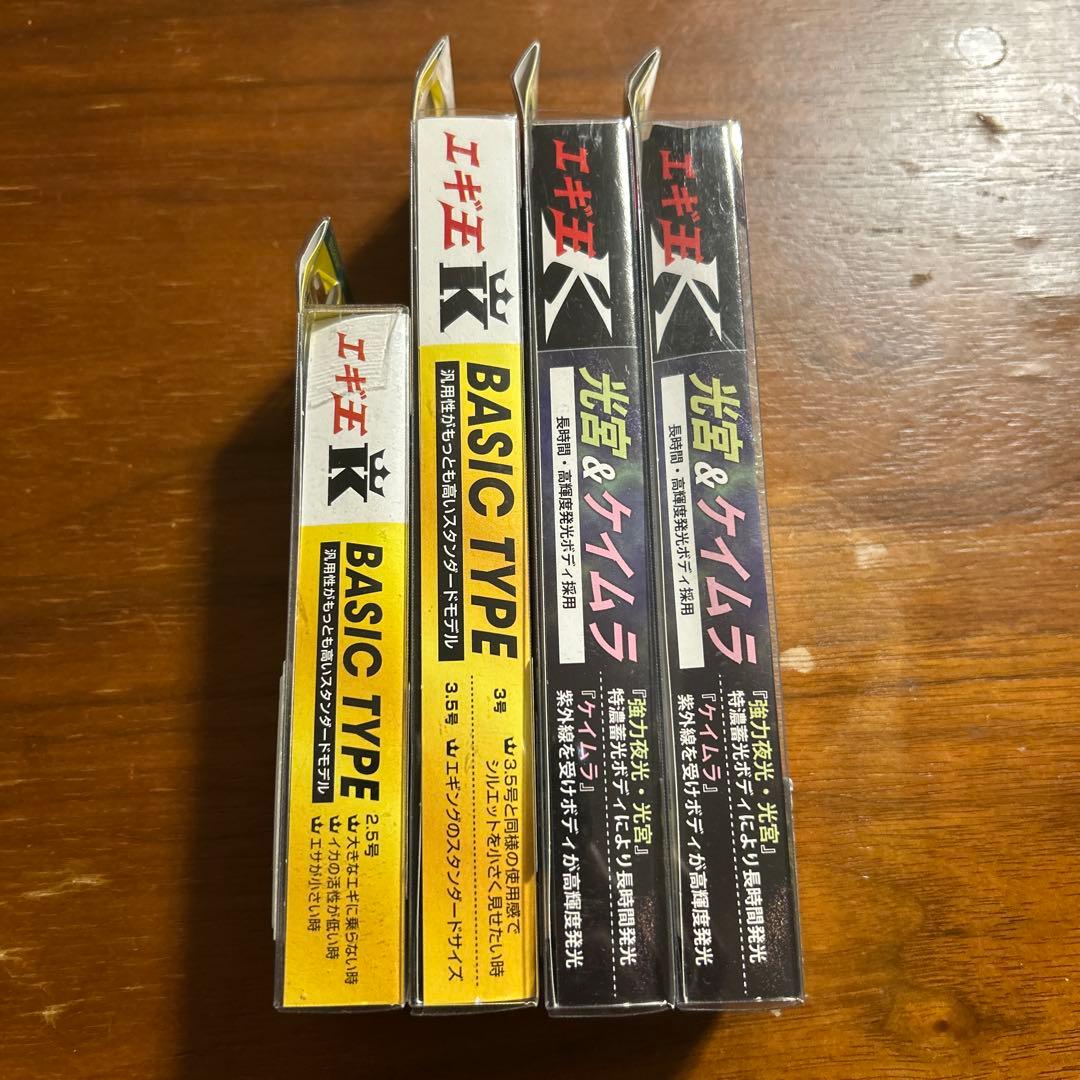 エギ王
K
BASIC TYPE
汎用性がもっとも高いスタンダードモデル
2.5号
大きなエギに乗らない時
イカの活性が低い時
エサが小さい時
エギ王
K
BASIC TYPE
汎用性がもっとも高いスタンダードモデル
3号
3.5号と同様の使用感で
シルエットを小さく見せたい時
3.5号
エギングのスタンダードサイズ
エギ王
K
光宮&ケイムラ
長時間・高輝度発光ボディ採用
『強力夜光・光宮』
特濃蓄光ボディにより長時間発光
『ケイムラ』
紫外線を受けボディが高輝度発光
エギ王
K
光宮&ケイムラ
長時間・高輝度発光ボディ採用
『強力夜光・光宮』
特濃蓄光ボディにより長時間発光
『ケイムラ』
紫外線を受けボディが高輝度発光